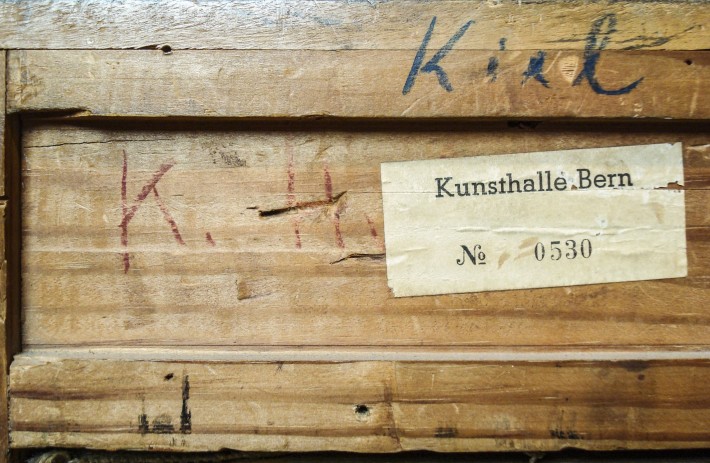 Kiel
K. H.
Kunsthalle Bern
№ 0530